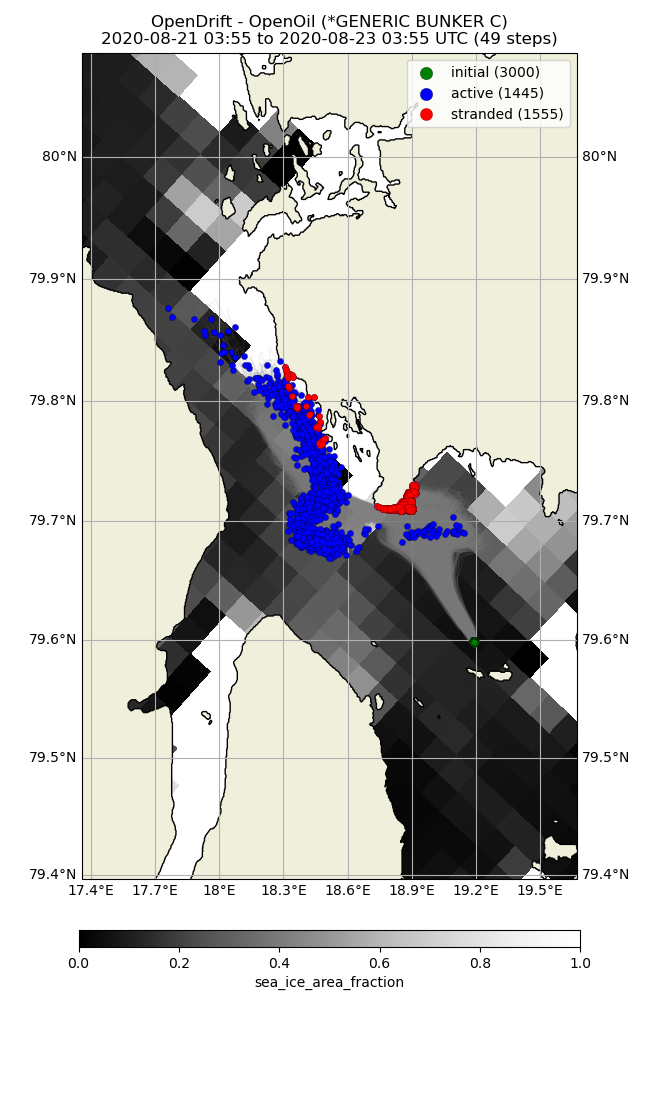 OpenDrift - OpenOil (*GENERIC BUNKER C)
2020-08-21 03:55 to 2020-08-23 03:55 UTC (49 steps)
initial (3000)
active (1445)
stranded (1555)
80°N 80°N
79.9°N 79.9°N
79.8°N 79.8°N
79.7°N 79.7°N
79.6°N 79.6°N
79.5°N 79.5°N
79.4°N 79.4°N
17.4°E 17.7°E 18°E 18.3°E 18.6°E 18.9°E 19.2°E 19.5°E
0.0 0.2 0.4 0.6 0.8 1.0
sea_ice_area_fraction